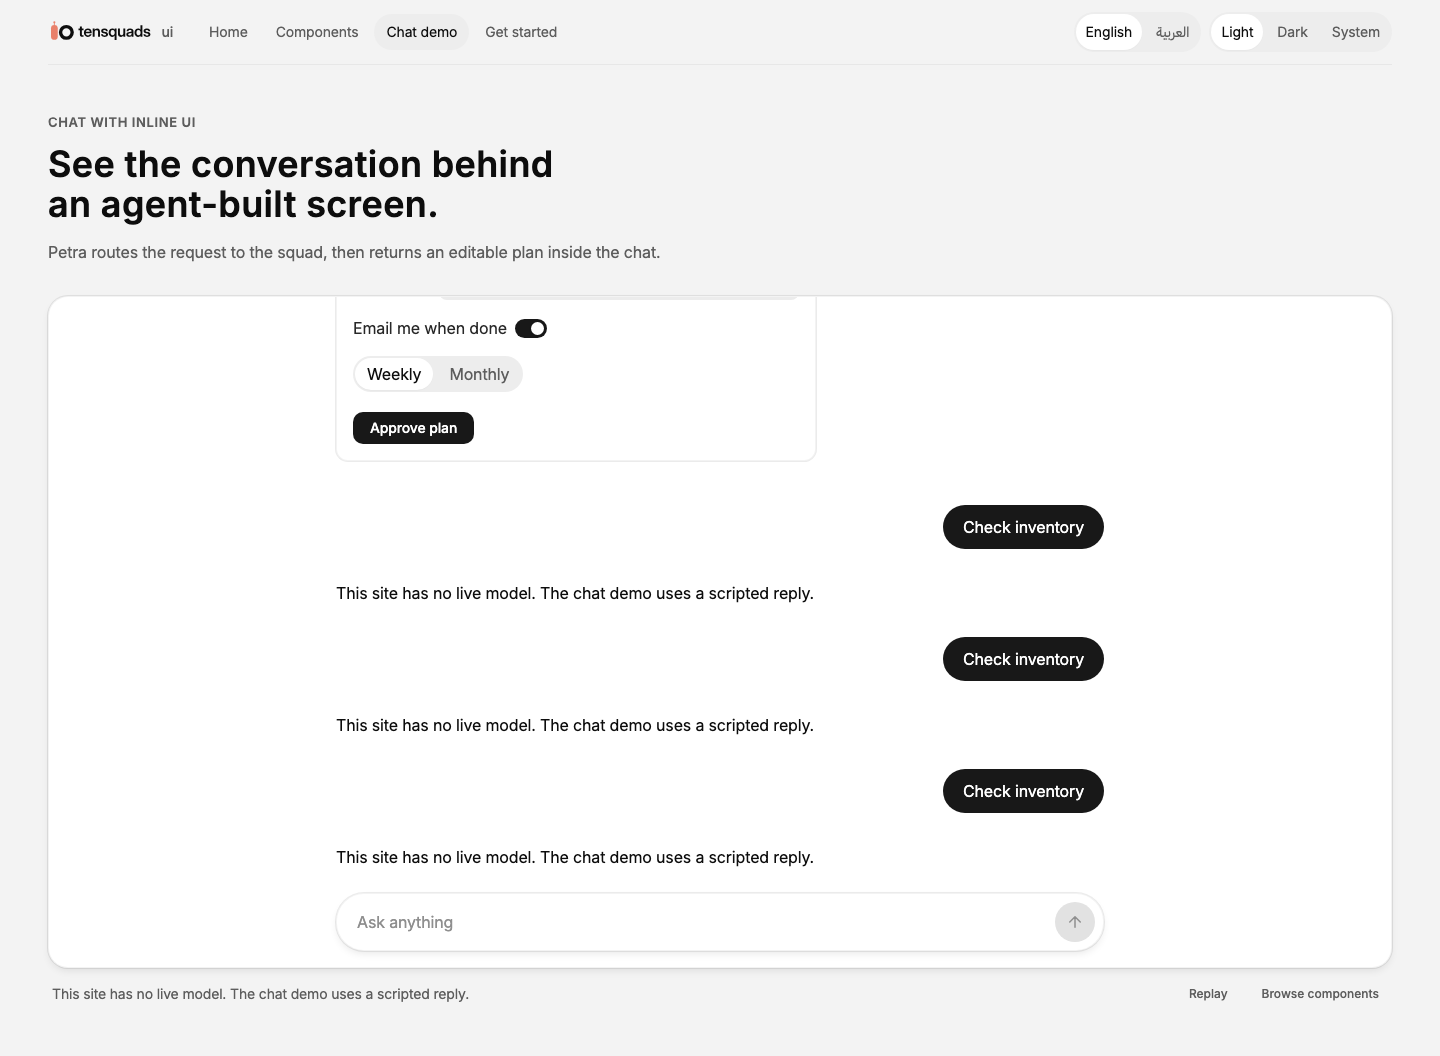 tensquads ui
Home
Components
Chat demo
Get started
English
العربية
Light
Dark
System
CHAT WITH INLINE UI
See the conversation behind
an agent-built screen.
Petra routes the request to the squad, then returns an editable plan inside the chat.
Email me when done
Weekly
Monthly
Approve plan
Check inventory
This site has no live model. The chat demo uses a scripted reply.
Check inventory
This site has no live model. The chat demo uses a scripted reply.
Check inventory
This site has no live model. The chat demo uses a scripted reply.
Ask anything
This site has no live model. The chat demo uses a scripted reply.
Replay
Browse components